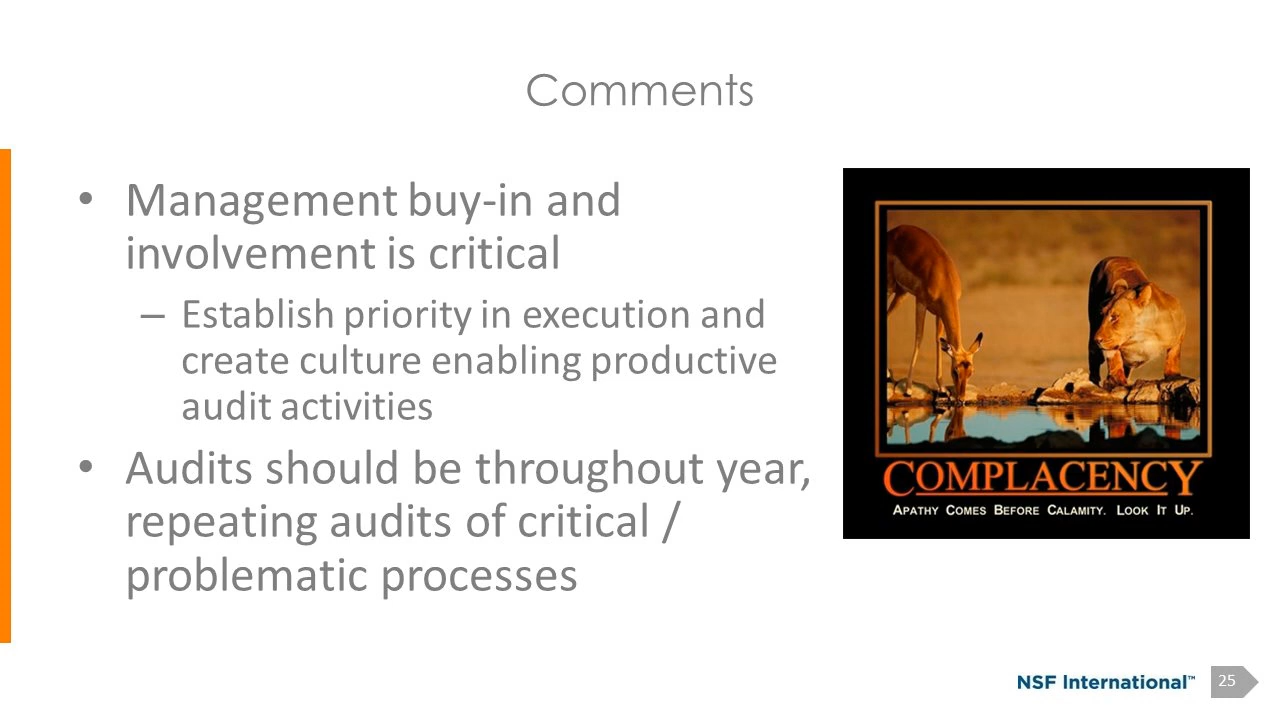 Comments
• Management buy-in and
involvement is critical
– Establish priority in execution and
create culture enabling productive
audit activities
• Audits should be throughout year,
repeating audits of critical /
problematic processes
COMPLACENCY
APATHY COMES BEFORE CALAMITY. LOOK IT UP.
NSF International™
25